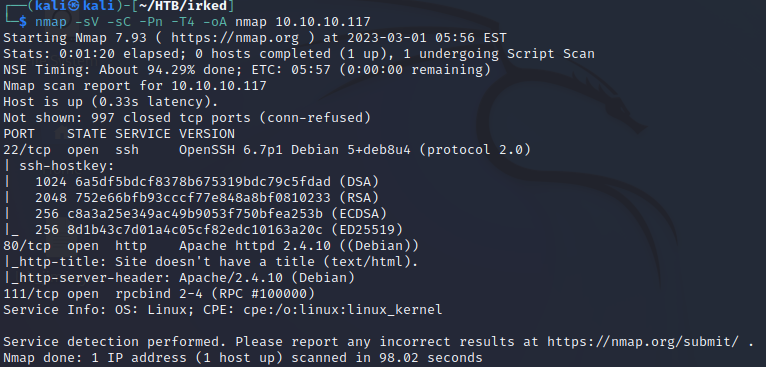 ┌──(kali㉿kali)-[~/HTB/irked]
└─$ nmap -sV -sC -Pn -T4 -oA nmap 10.10.10.117
Starting Nmap 7.93 ( https://nmap.org ) at 2023-03-01 05:56 EST
Stats: 0:01:20 elapsed; 0 hosts completed (1 up), 1 undergoing Script Scan
NSE Timing: About 94.29% done; ETC: 05:57 (0:00:00 remaining)
Nmap scan report for 10.10.10.117
Host is up (0.33s latency).
Not shown: 997 closed tcp ports (conn-refused)
PORT    STATE SERVICE VERSION
22/tcp  open  ssh     OpenSSH 6.7p1 Debian 5+deb8u4 (protocol 2.0)
| ssh-hostkey:
|   1024 6a5df5bdcf8378b675319bdc79c5fdad (DSA)
|   2048 752e66bfb93cccf77e848a8bf0810233 (RSA)
|   256 c8a3a25e349ac49b9053f750bfea253b (ECDSA)
|_  256 8d1b43c7d01a4c05cf82edc10163a20c (ED25519)
80/tcp  open  http    Apache httpd 2.4.10 ((Debian))
|_http-title: Site doesn't have a title (text/html).
|_http-server-header: Apache/2.4.10 (Debian)
111/tcp open  rpcbind 2-4 (RPC #100000)
Service Info: OS: Linux; CPE: cpe:/o:linux:linux_kernel

Service detection performed. Please report any incorrect results at https://nmap.org/submit/ .
Nmap done: 1 IP address (1 host up) scanned in 98.02 seconds